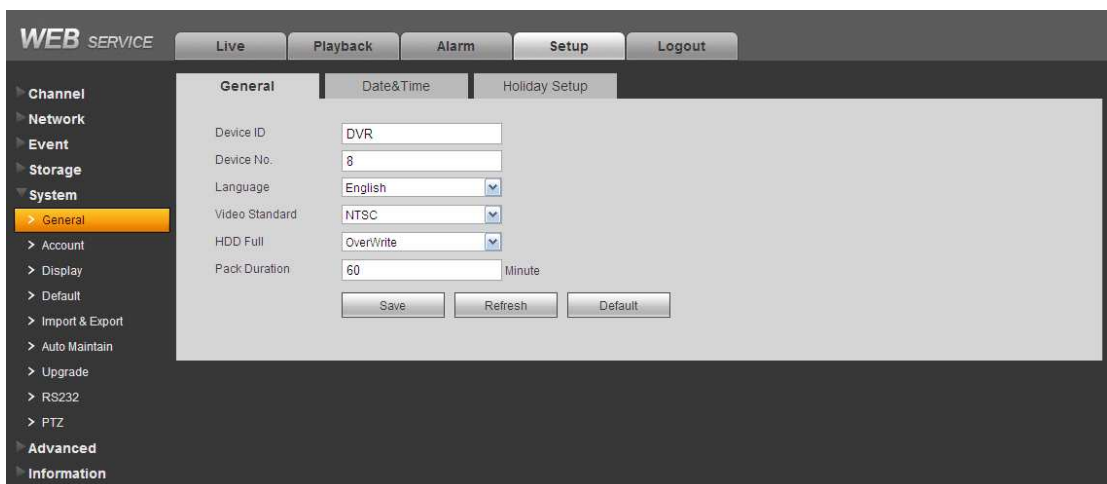 WEB SERVICE
Live Playback Alarm Setup Logout
General Date&Time Holiday Setup
Channel
Network
Event
Storage
System
> General
> Account
> Display
> Default
> Import & Export
> Auto Maintain
> Upgrade
> RS232
> PTZ
Advanced
Information
Device ID DVR
Device No. 8
Language English
Video Standard NTSC
HDD Full OverWrite
Pack Duration 60 Minute
Save Refresh Default